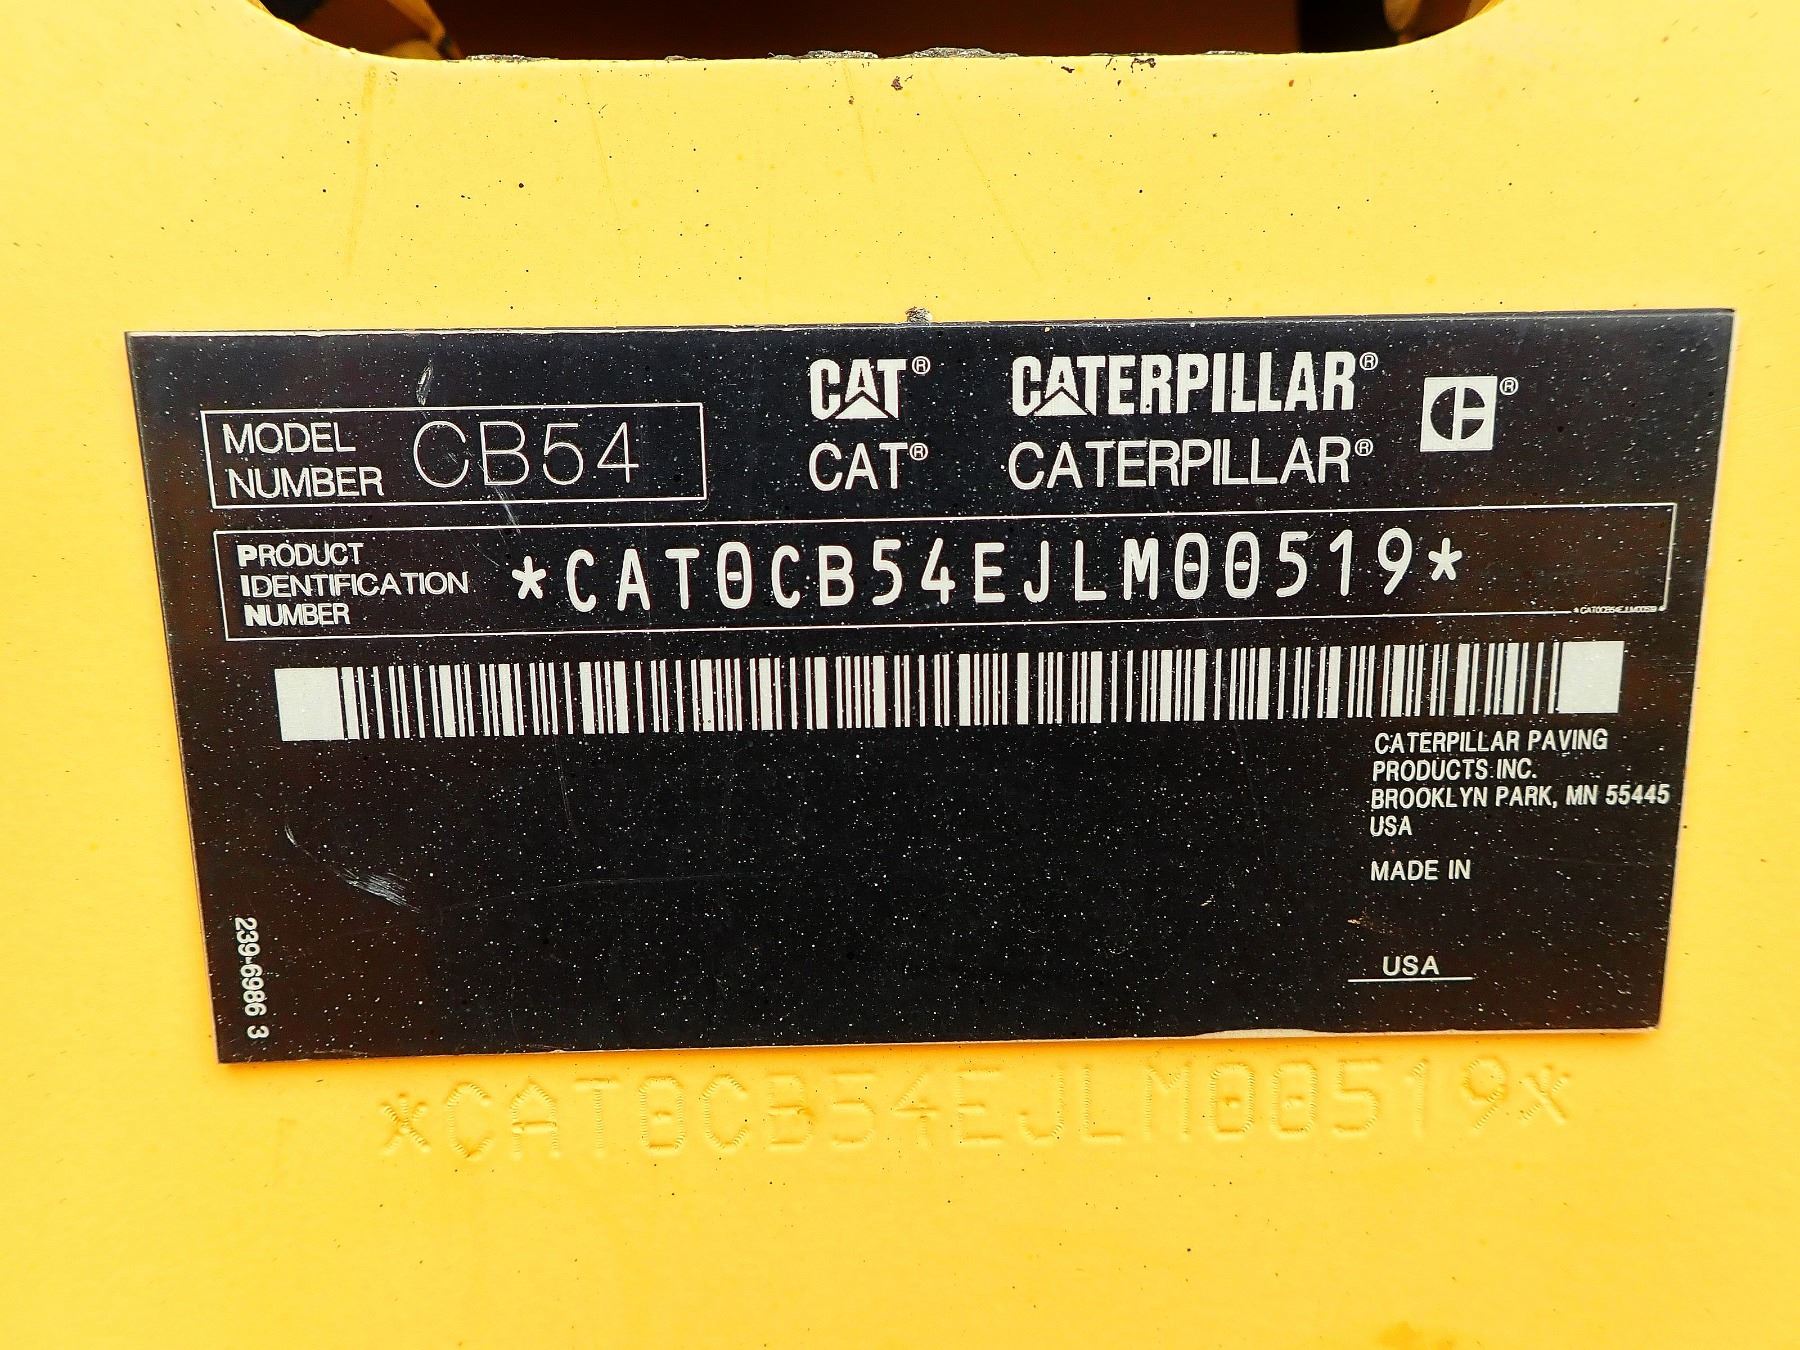 CAT® CATERPILLAR®
CAT® CATERPILLAR®
MODEL NUMBER CB54
PRODUCT
IDENTIFICATION
NUMBER
*CAT0CB54EJLM00519*
*CAT0CB54EJLM00519*
CATERPILLAR PAVING
PRODUCTS INC.
BROOKLYN PARK, MN 55445
USA
MADE IN
USA
239-6986 3
*CAT0CB54EJLM00519*